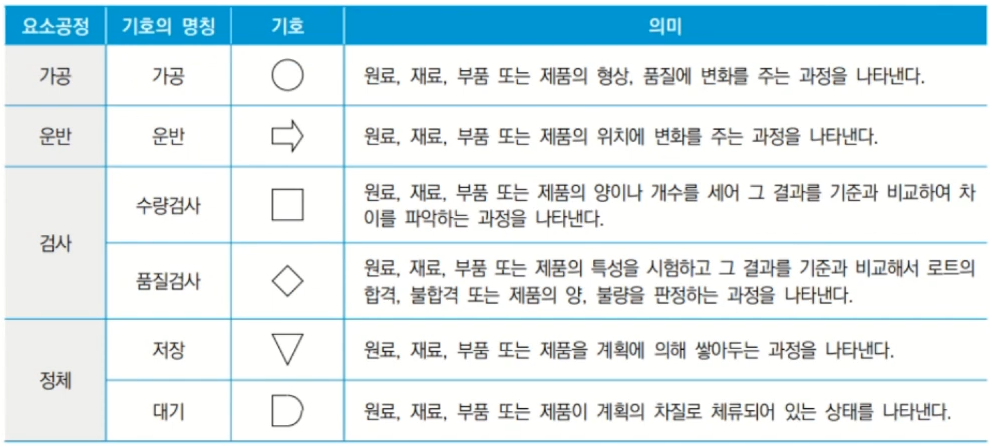 요소공정 기호의 명칭 기호 의미
가공 가공 원료, 재료, 부품 또는 제품의 형상, 품질에 변화를 주는 과정을 나타낸다.
운반 운반 원료, 재료, 부품 또는 제품의 위치에 변화를 주는 과정을 나타낸다.
검사
수량검사
원료, 재료, 부품 또는 제품의 양이나 개수를 세어 그 결과를 기준과 비교하여 차
이를 파악하는 과정을 나타낸다.
품질검사
원료, 재료, 부품 또는 제품의 특성을 시험하고 그 결과를 기준과 비교해서 로트의
합격, 불합격 또는 제품의 양, 불량을 판정하는 과정을 나타낸다.
정체
저장 원료, 재료, 부품 또는 제품을 계획에 의해 쌓아두는 과정을 나타낸다.
대기 원료, 재료, 부품 또는 제품이 계획의 차질로 체류되어 있는 상태를 나타낸다.